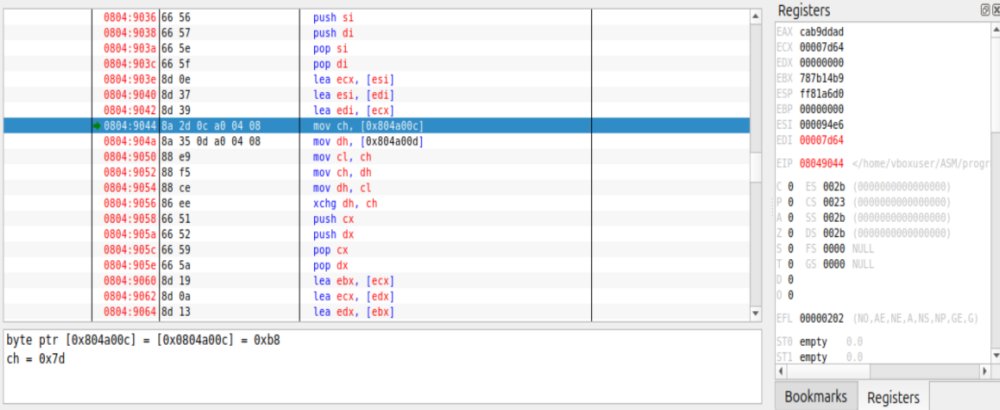 0804:9036 66 56 push si
0804:9038 66 57 push di
0804:903a 66 5e pop si
0804:903c 66 5f pop di
0804:903e 8d 0e lea ecx, [esi]
0804:9040 8d 37 lea esi, [edi]
0804:9042 8d 39 lea edi, [ecx]
0804:9044 8a 2d 0c a0 04 08 mov ch, [0x804a00c]
0804:904a 8a 35 0d a0 04 08 mov dh, [0x804a00d]
0804:9050 88 e9 mov cl, ch
0804:9052 88 f5 mov ch, dh
0804:9054 88 ce mov dh, cl
0804:9056 86 ee xchg dh, ch
0804:9058 66 51 push cx
0804:905a 66 52 push dx
0804:905c 66 59 pop cx
0804:905e 66 5a pop dx
0804:9060 8d 19 lea ebx, [ecx]
0804:9062 8d 0a lea ecx, [edx]
0804:9064 8d 13 lea edx, [ebx]
byte ptr [0x804a00c] = [0x0804a00c] = 0xb8
ch = 0x7d
Registers
EAX cab9ddad
ECX 00007d64
EDX 00000000
EBX 787b14b9
ESP ff81a6d0
EBP 00000000
ESI 000094e6
EDI 00007d64
EIP 08049044 </home/vboxuser/ASM/progr
C 0 ES 002b (0000000000000000)
P 0 CS 0023 (0000000000000000)
A 0 SS 002b (0000000000000000)
Z 0 DS 002b (0000000000000000)
S 0 FS 0000 NULL
T 0 GS 0000 NULL
D 0
O 0
EFL 00000202 (NO,AE,NE,A,NS,NP,GE,G)
ST0 empty 0.0
ST1 empty 0.0
Bookmarks Registers